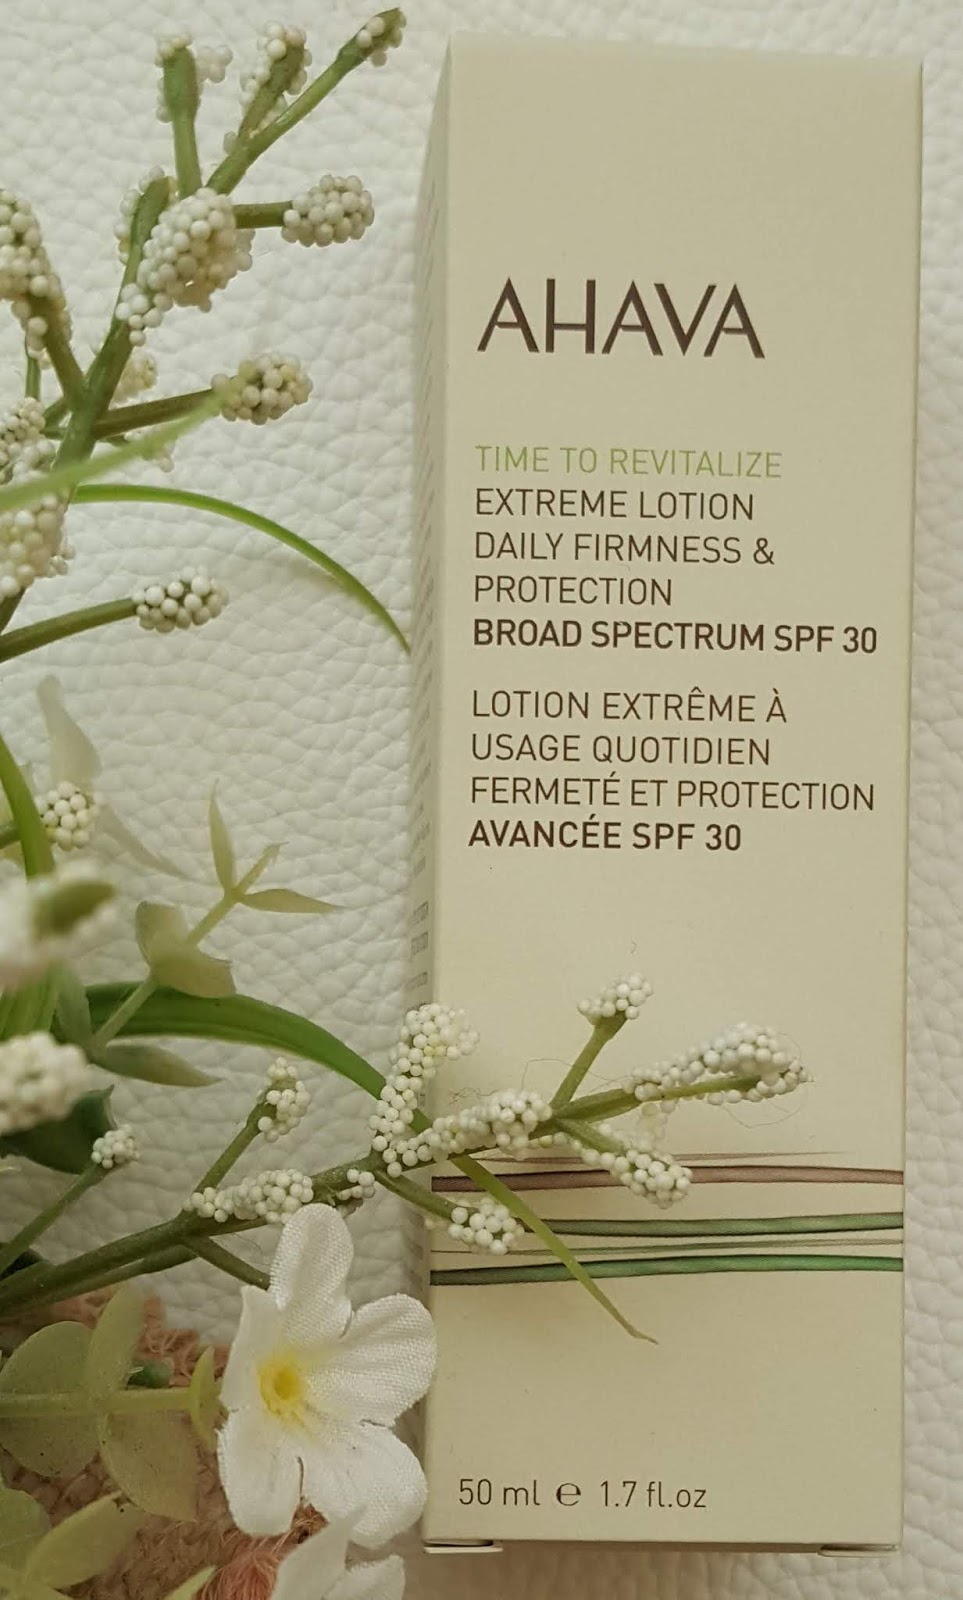 AHAVA
TIME TO REVITALIZE
EXTREME LOTION
DAILY FIRMNESS &
PROTECTION
BROAD SPECTRUM SPF 30
LOTION EXTRÊME À
USAGE QUOTIDIEN
FERMETÉ ET PROTECTION
AVANCÉE SPF 30
50 ml ℮ 1.7 fl.oz